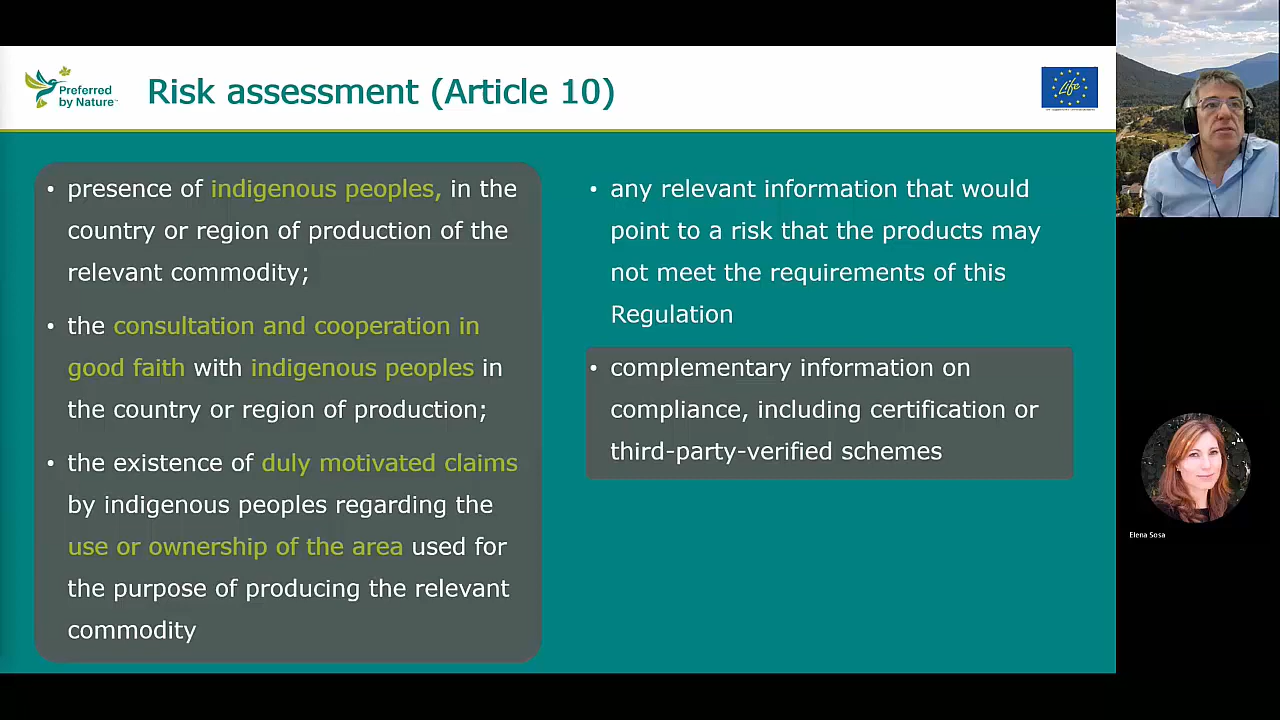 Preferred
by Nature™
Risk assessment (Article 10)
Life
• presence of indigenous peoples, in the
country or region of production of the
relevant commodity;
• the consultation and cooperation in
good faith with indigenous peoples in
the country or region of production;
• the existence of duly motivated claims
by indigenous peoples regarding the
use or ownership of the area used for
the purpose of producing the relevant
commodity
• any relevant information that would
point to a risk that the products may
not meet the requirements of this
Regulation
• complementary information on
compliance, including certification or
third-party-verified schemes
Elena Sosa